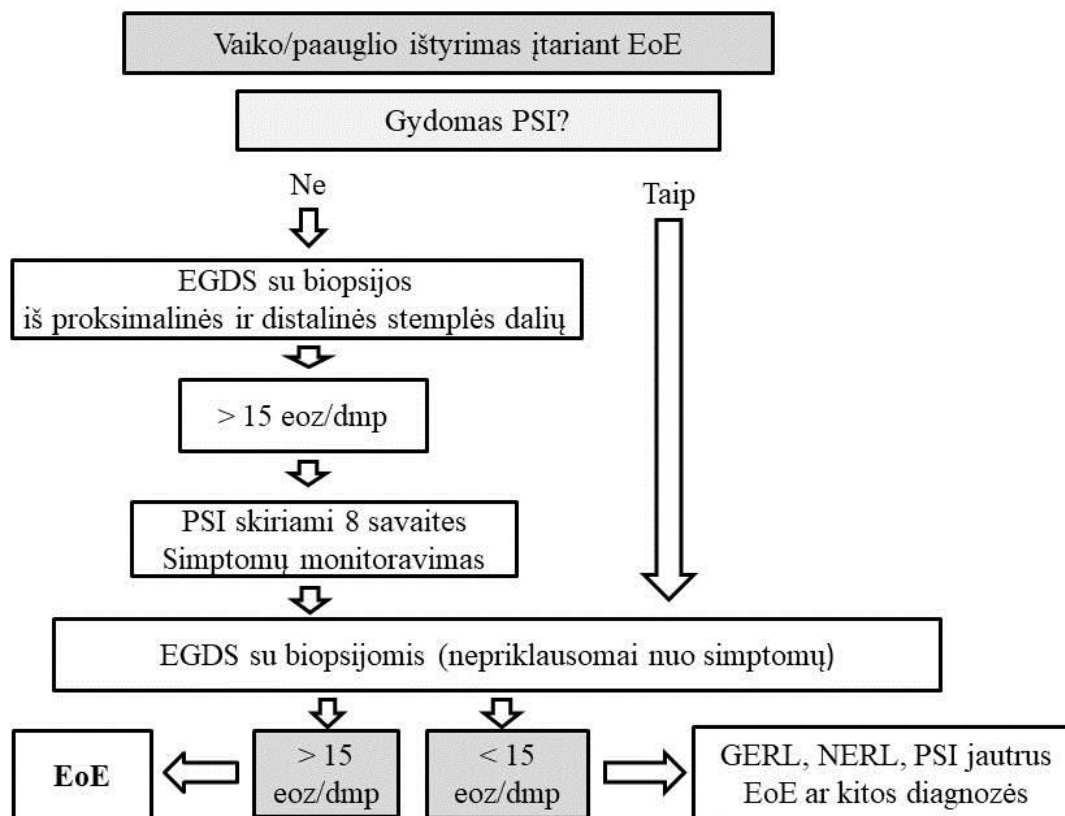 Vaiko/paauglio ištyrimas įtariant EoE
Gydomas PSI?
Ne
Taip
EGDS su biopsijos
iš proksimalinės ir distalinės stemplės dalių
> 15 eoz/dmp
PSI skiriami 8 savaites
Simptomų monitoravimas
EGDS su biopsijomis (nepriklausomai nuo simptomų)
EoE
> 15
eoz/dmp
< 15
eoz/dmp
GERL, NERL, PSI jautrus
EoE ar kitos diagnozės